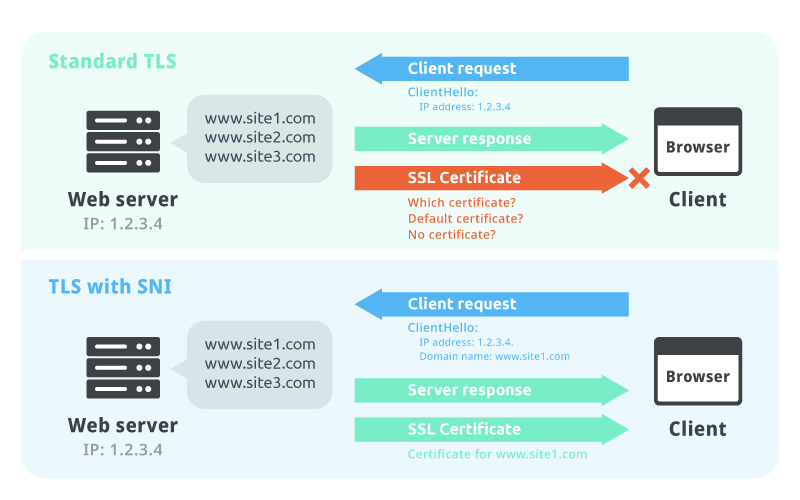 Standard TLS
Client request
ClientHello:
IP address: 1.2.3.4
www.site1.com
www.site2.com
www.site3.com
Server response
Browser
SSL Certificate
Which certificate?
Default certificate?
No certificate?
Web server
IP: 1.2.3.4
Client
TLS with SNI
Client request
ClientHello:
IP address: 1.2.3.4.
Domain name: www.site1.com
www.site1.com
www.site2.com
www.site3.com
Server response
Browser
SSL Certificate
Certificate for www.site1.com
Web server
IP: 1.2.3.4
Client